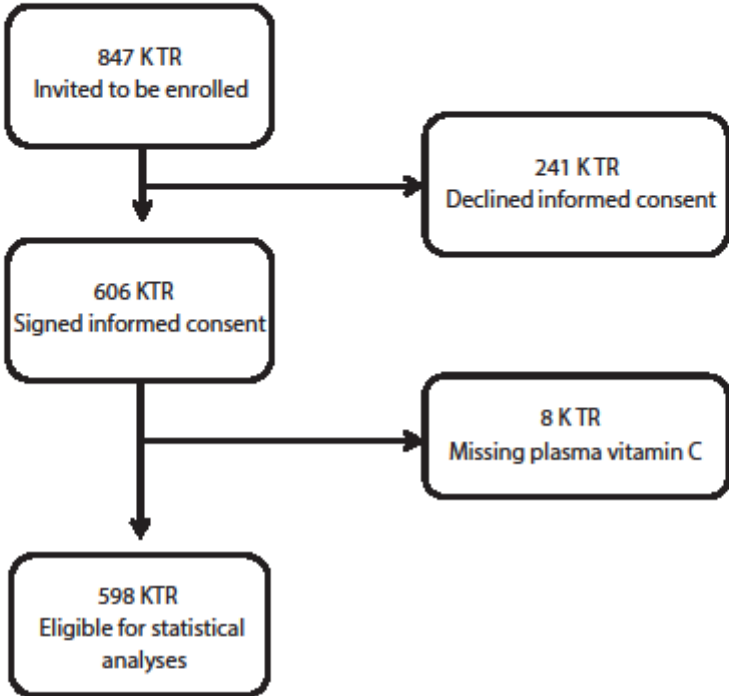 847 KTR
Invited to be enrolled
241 KTR
Declined informed consent
606 KTR
Signed informed consent
8 KTR
Missing plasma vitamin C
598 KTR
Eligible for statistical
analyses